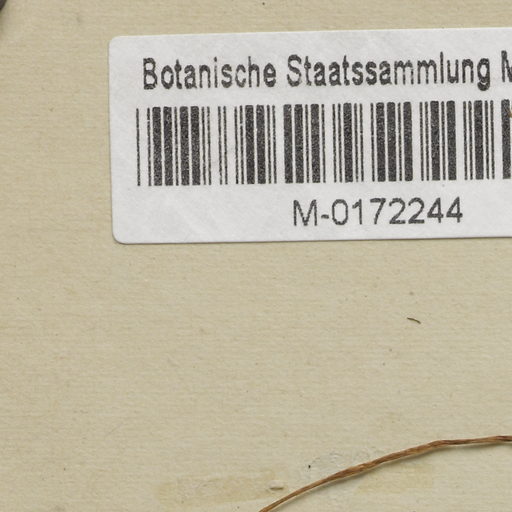 Botanische Staatssammlung M
M-0172244